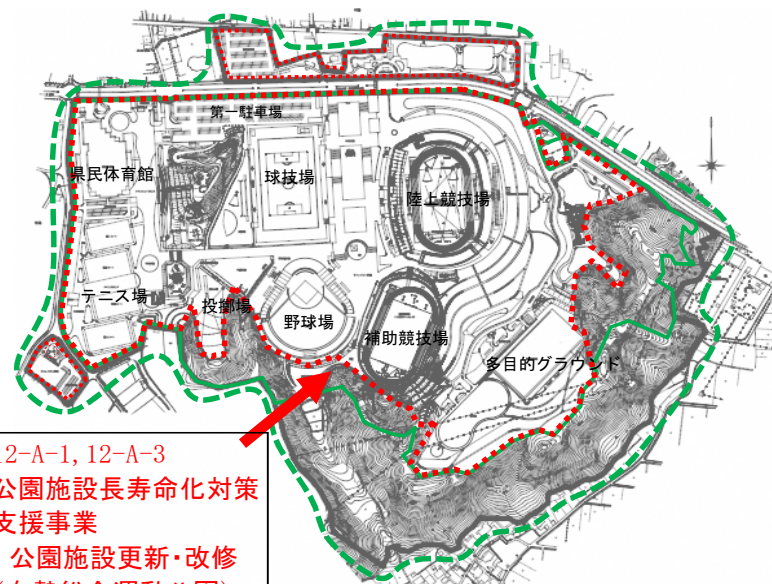 第一駐車場
県民体育館
球技場
陸上競技場
テニス場
投擲場
野球場
補助競技場
多目的グラウンド
12-A-1,12-A-3
公園施設長寿命化対策
支援事業
公園施設更新・改修